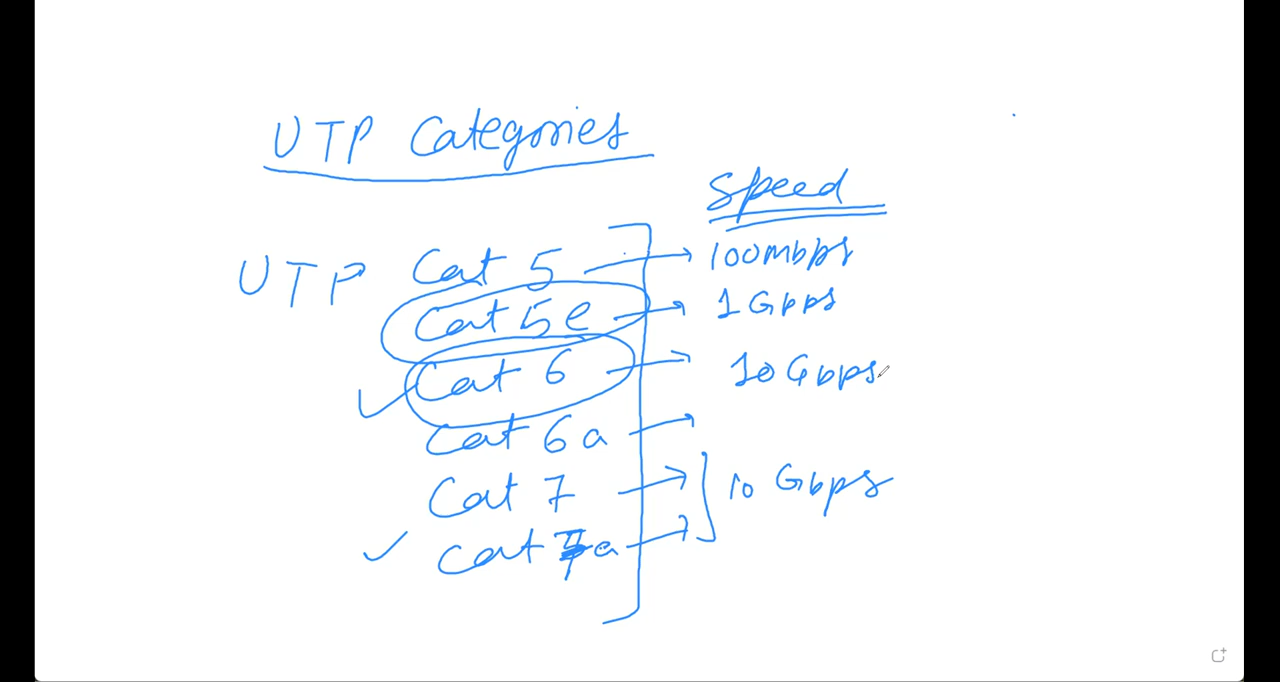 UTP Categories
Speed
UTP Cat 5 → 100Mbps
Cat 5e → 1 Gbps
✓ Cat 6 → 10 Gbps
Cat 6a →
Cat 7 → 10 Gbps
✓ Cat 7a →